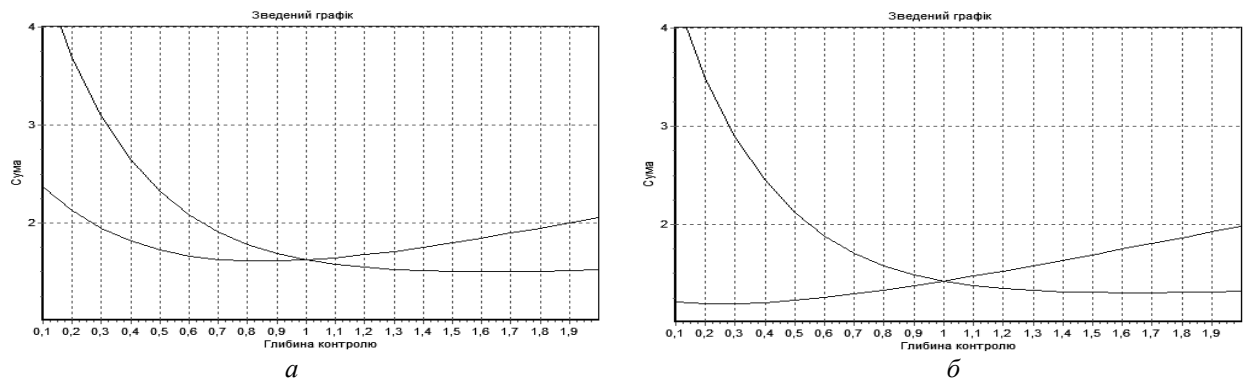 Зведений графік
4
3
2
Сума
0,1 0,2 0,3 0,4 0,5 0,6 0,7 0,8 0,9 1 1,1 1,2 1,3 1,4 1,5 1,6 1,7 1,8 1,9
Глибина контролю
а
Зведений графік
4
3
2
Сума
0,1 0,2 0,3 0,4 0,5 0,6 0,7 0,8 0,9 1 1,1 1,2 1,3 1,4 1,5 1,6 1,7 1,8 1,9
Глибина контролю
б